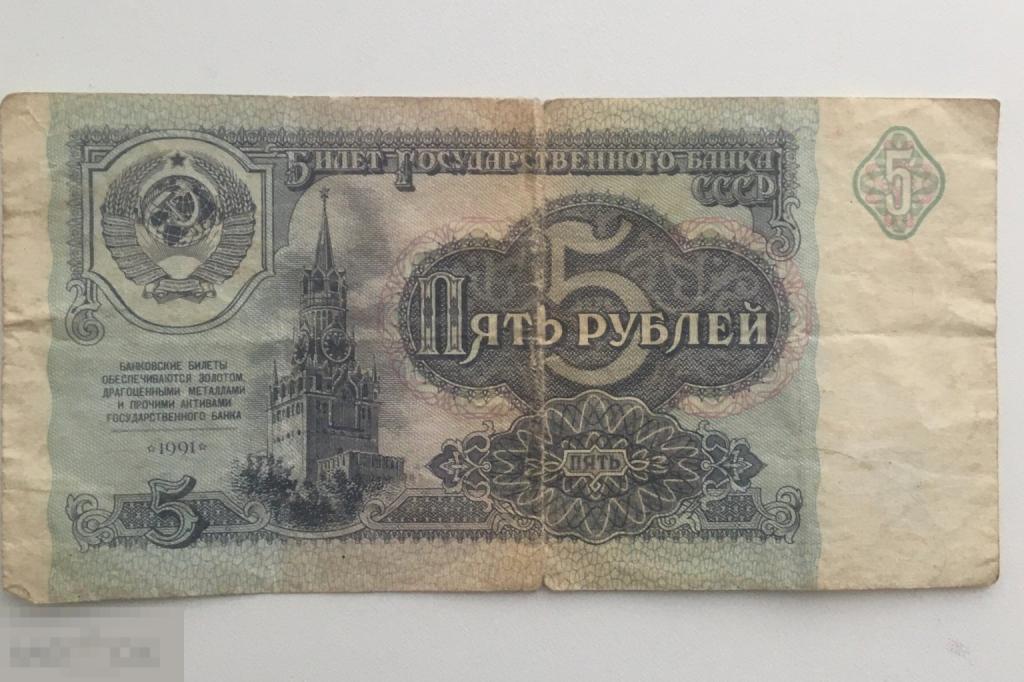 Билет Государственного Банка
СССР
5
5
Пять рублей
БАНКОВСКИЕ БИЛЕТЫ
ОБЕСПЕЧИВАЮТСЯ ЗОЛОТОМ,
ДРАГОЦЕННЫМИ МЕТАЛЛАМИ
И ПРОЧИМИ АКТИВАМИ
ГОСУДАРСТВЕННОГО БАНКА
1991
ПЯТЬ
5